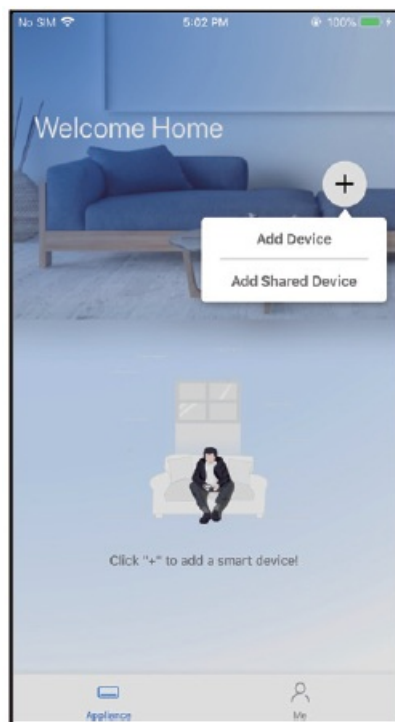 No SIM 5:02 PM 100%
Welcome Home
+
Add Device
Add Shared Device
Click "+" to add a smart device!
Appliance Me